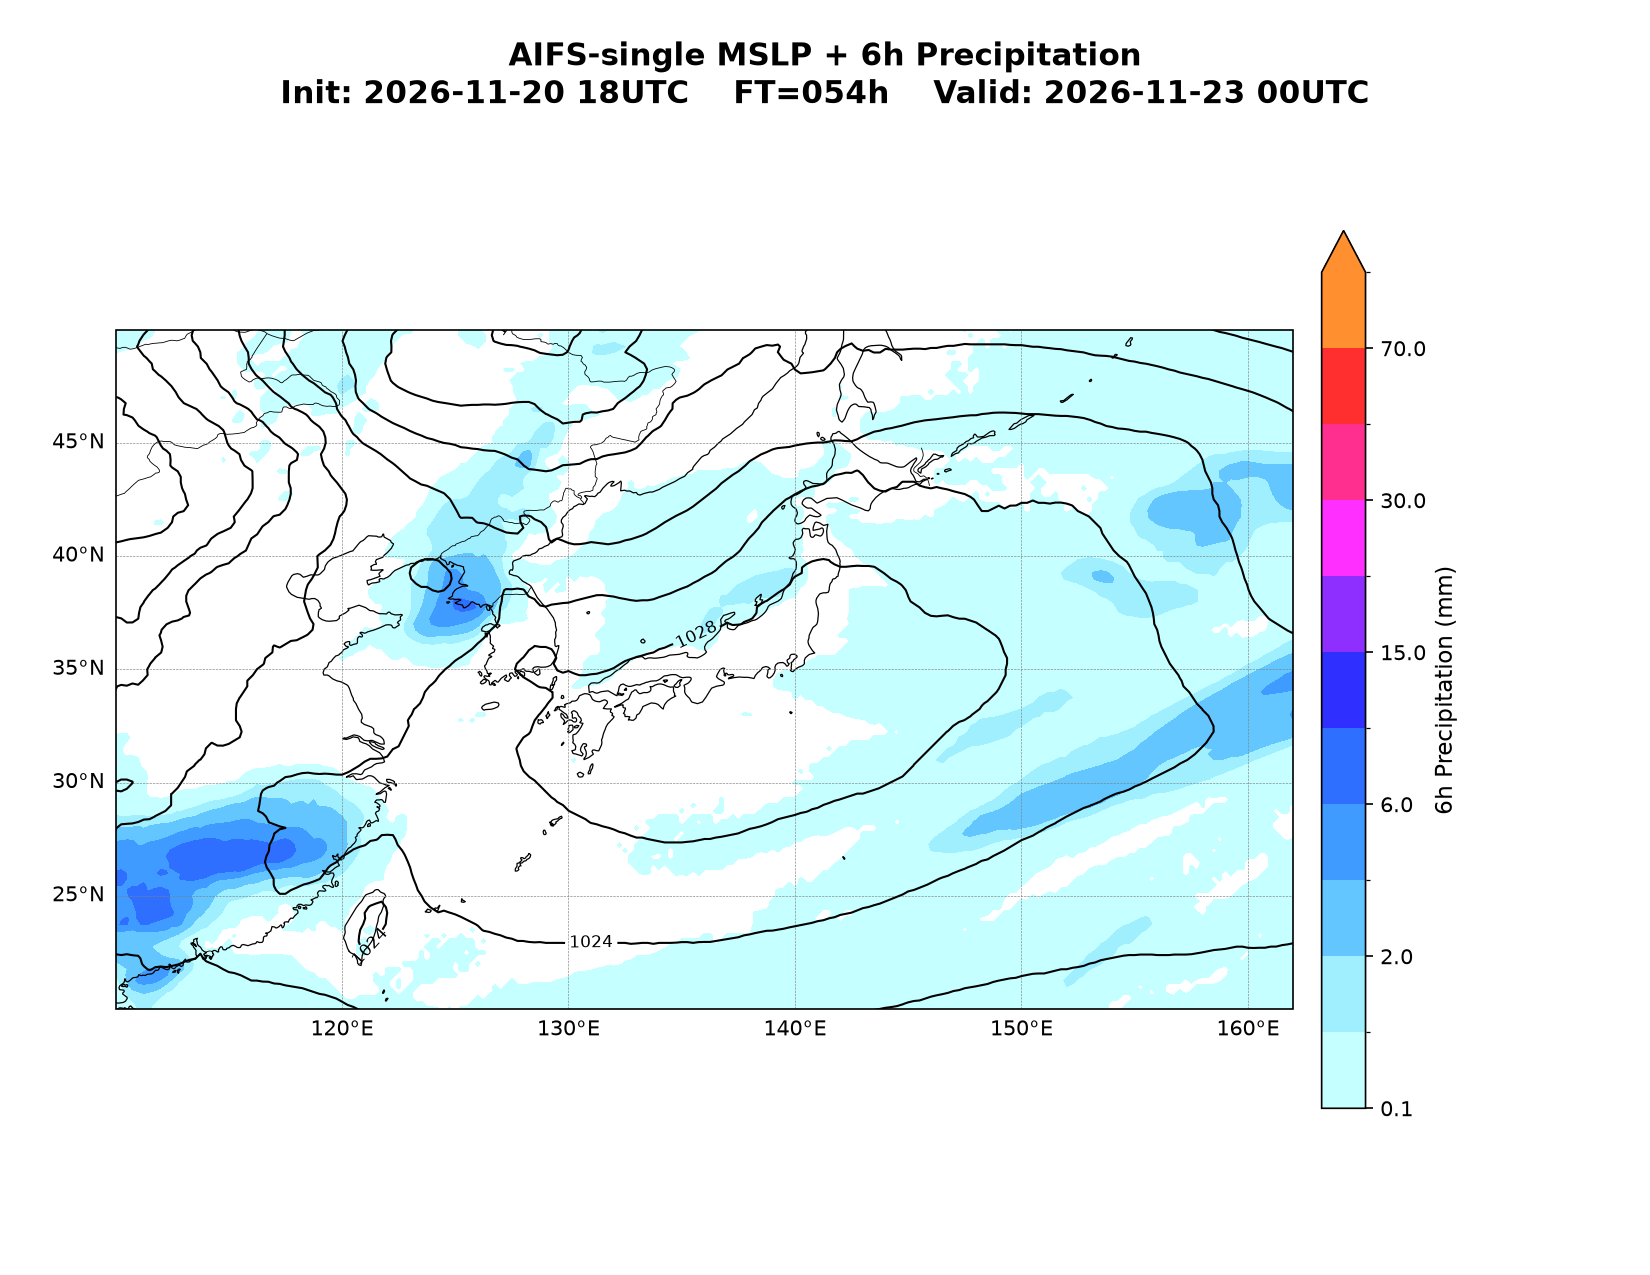 AIFS-single MSLP + 6h Precipitation
Init: 2026-11-20 18UTC    FT=054h    Valid: 2026-11-23 00UTC
70.0
30.0
15.0
6.0
2.0
0.1
6h Precipitation (mm)
45°N
40°N
35°N
30°N
25°N
1028
1024
024
120°E
130°E
140°E
150°E
160°E